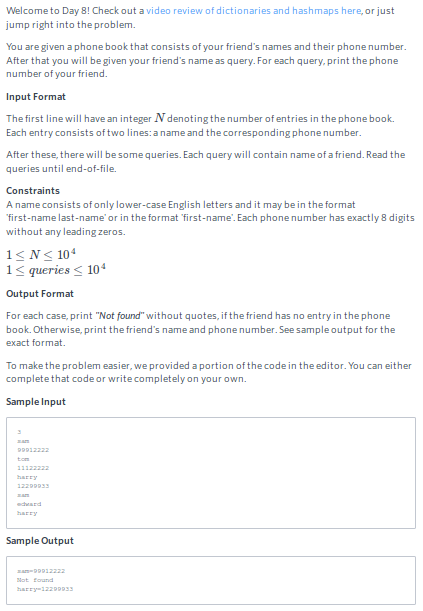 Welcome to Day 8! Check out a video review of dictionaries and hashmaps here, or just
jump right into the problem.
You are given a phone book that consists of your friend's names and their phone number.
After that you will be given your friend's name as query. For each query, print the phone
number of your friend.
Input Format
The first line will have an integer N denoting the number of entries in the phone book.
Each entry consists of two lines: a name and the corresponding phone number.
After these, there will be some queries. Each query will contain name of a friend. Read the
queries until end-of-file.
Constraints
A name consists of only lower-case English letters and it may be in the format
'first-name last-name' or in the format 'first-name'. Each phone number has exactly 8 digits
without any leading zeros.
1 ≤ N ≤ 10⁴
1 ≤ queries ≤ 10⁴
Output Format
For each case, print "Not found" without quotes, if the friend has no entry in the phone
book. Otherwise, print the friend's name and phone number. See sample output for the
exact format.
To make the problem easier, we provided a portion of the code in the editor. You can either
complete that code or write completely on your own.
Sample Input
3
sam
99912222
tom
11122222
harry
12299933
sam
edward
harry
Sample Output
sam=99912222
Not found
harry=12299933